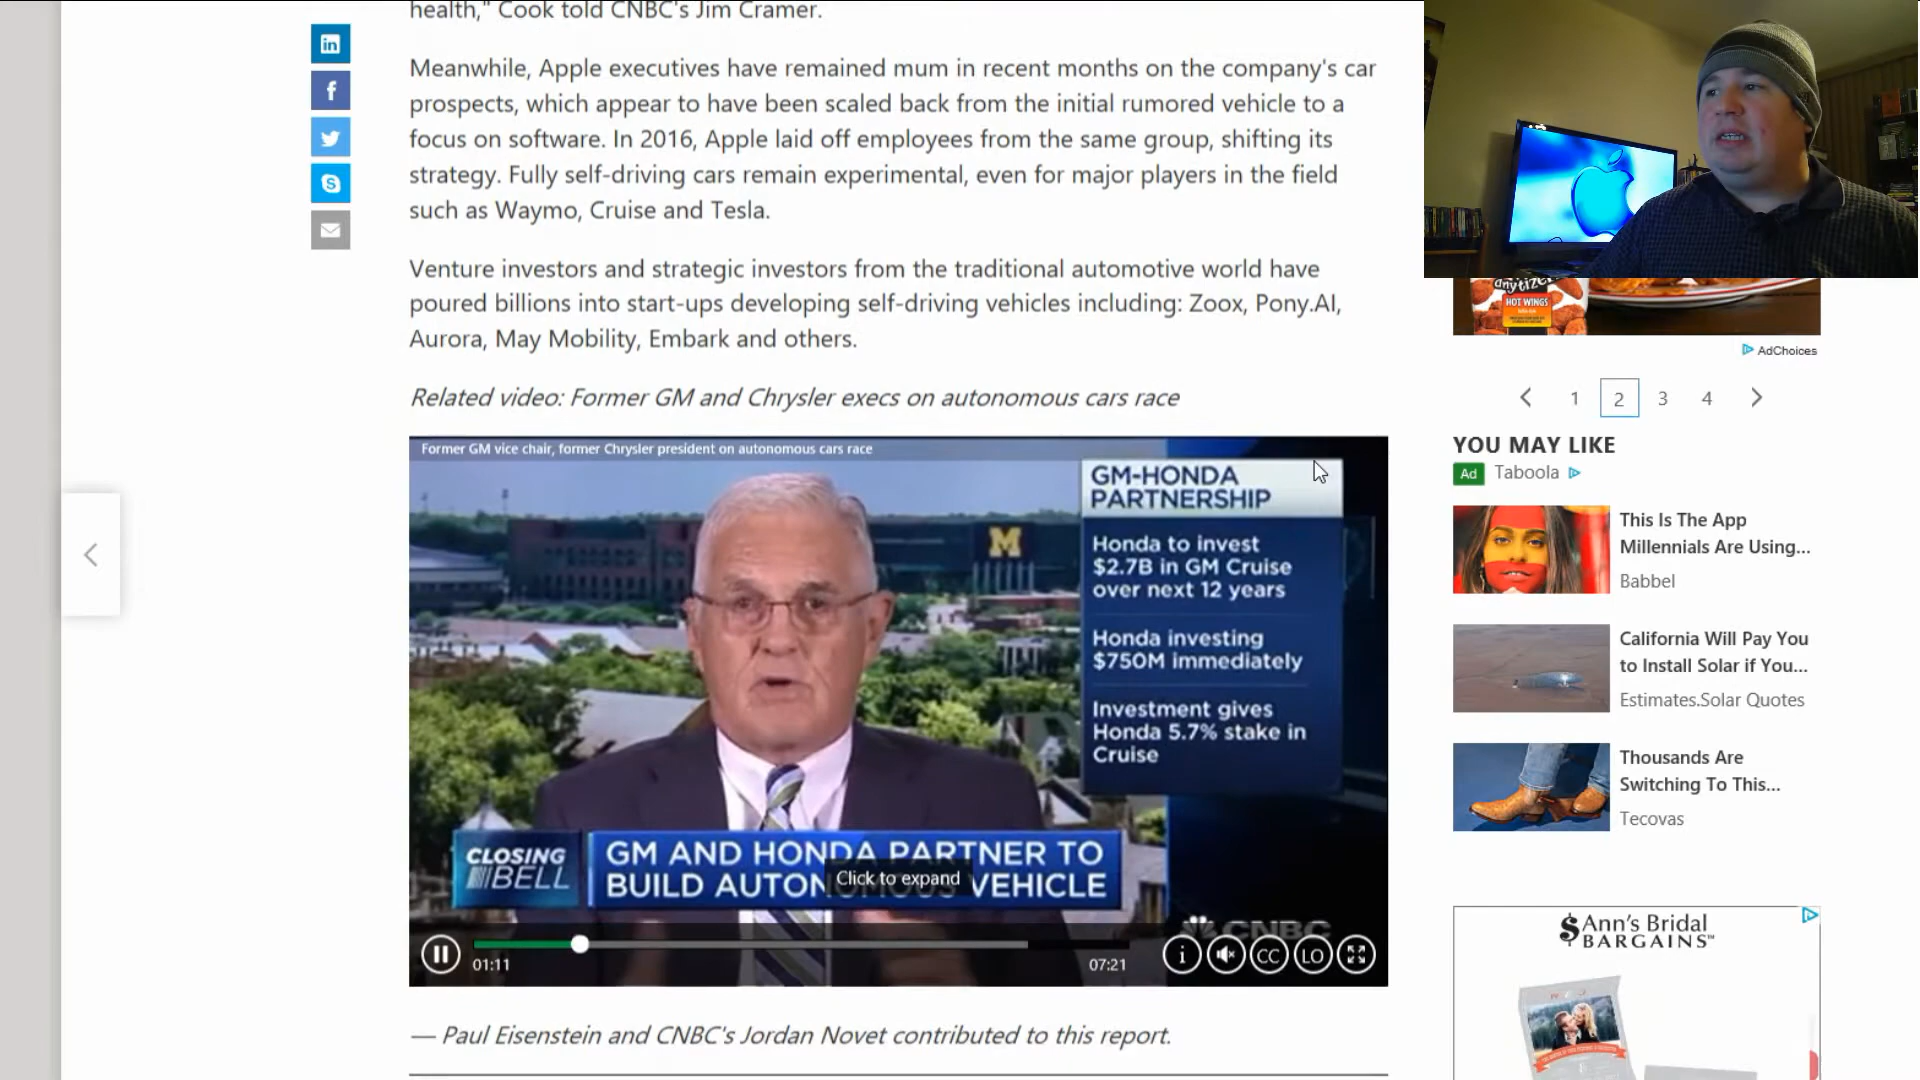 health," Cook told CNBC's Jim Cramer.
Meanwhile, Apple executives have remained mum in recent months on the company's car
prospects, which appear to have been scaled back from the initial rumored vehicle to a
focus on software. In 2016, Apple laid off employees from the same group, shifting its
strategy. Fully self-driving cars remain experimental, even for major players in the field
such as Waymo, Cruise and Tesla.
Venture investors and strategic investors from the traditional automotive world have
poured billions into start-ups developing self-driving vehicles including: Zoox, Pony.AI,
Aurora, May Mobility, Embark and others.
Related video: Former GM and Chrysler execs on autonomous cars race
Former GM vice chair, former Chrysler president on autonomous cars race
M
GM-HONDA
PARTNERSHIP
Honda to invest
$2.7B in GM Cruise
over next 12 years
Honda investing
$750M immediately
Investment gives
Honda 5.7% stake in
Cruise
CLOSING
BELL
GM AND HONDA PARTNER TO
BUILD AUTONOMOUS VEHICLE
Click to expand
CNBC
01:11
07:21
CC
LO
— Paul Eisenstein and CNBC's Jordan Novet contributed to this report.
anytizers
HOT WINGS
AdChoices
1 2 3 4
YOU MAY LIKE
Ad Taboola
This Is The App
Millennials Are Using...
Babbel
California Will Pay You
to Install Solar if You...
Estimates.Solar Quotes
Thousands Are
Switching To This...
Tecovas
Ann's Bridal
BARGAINS™